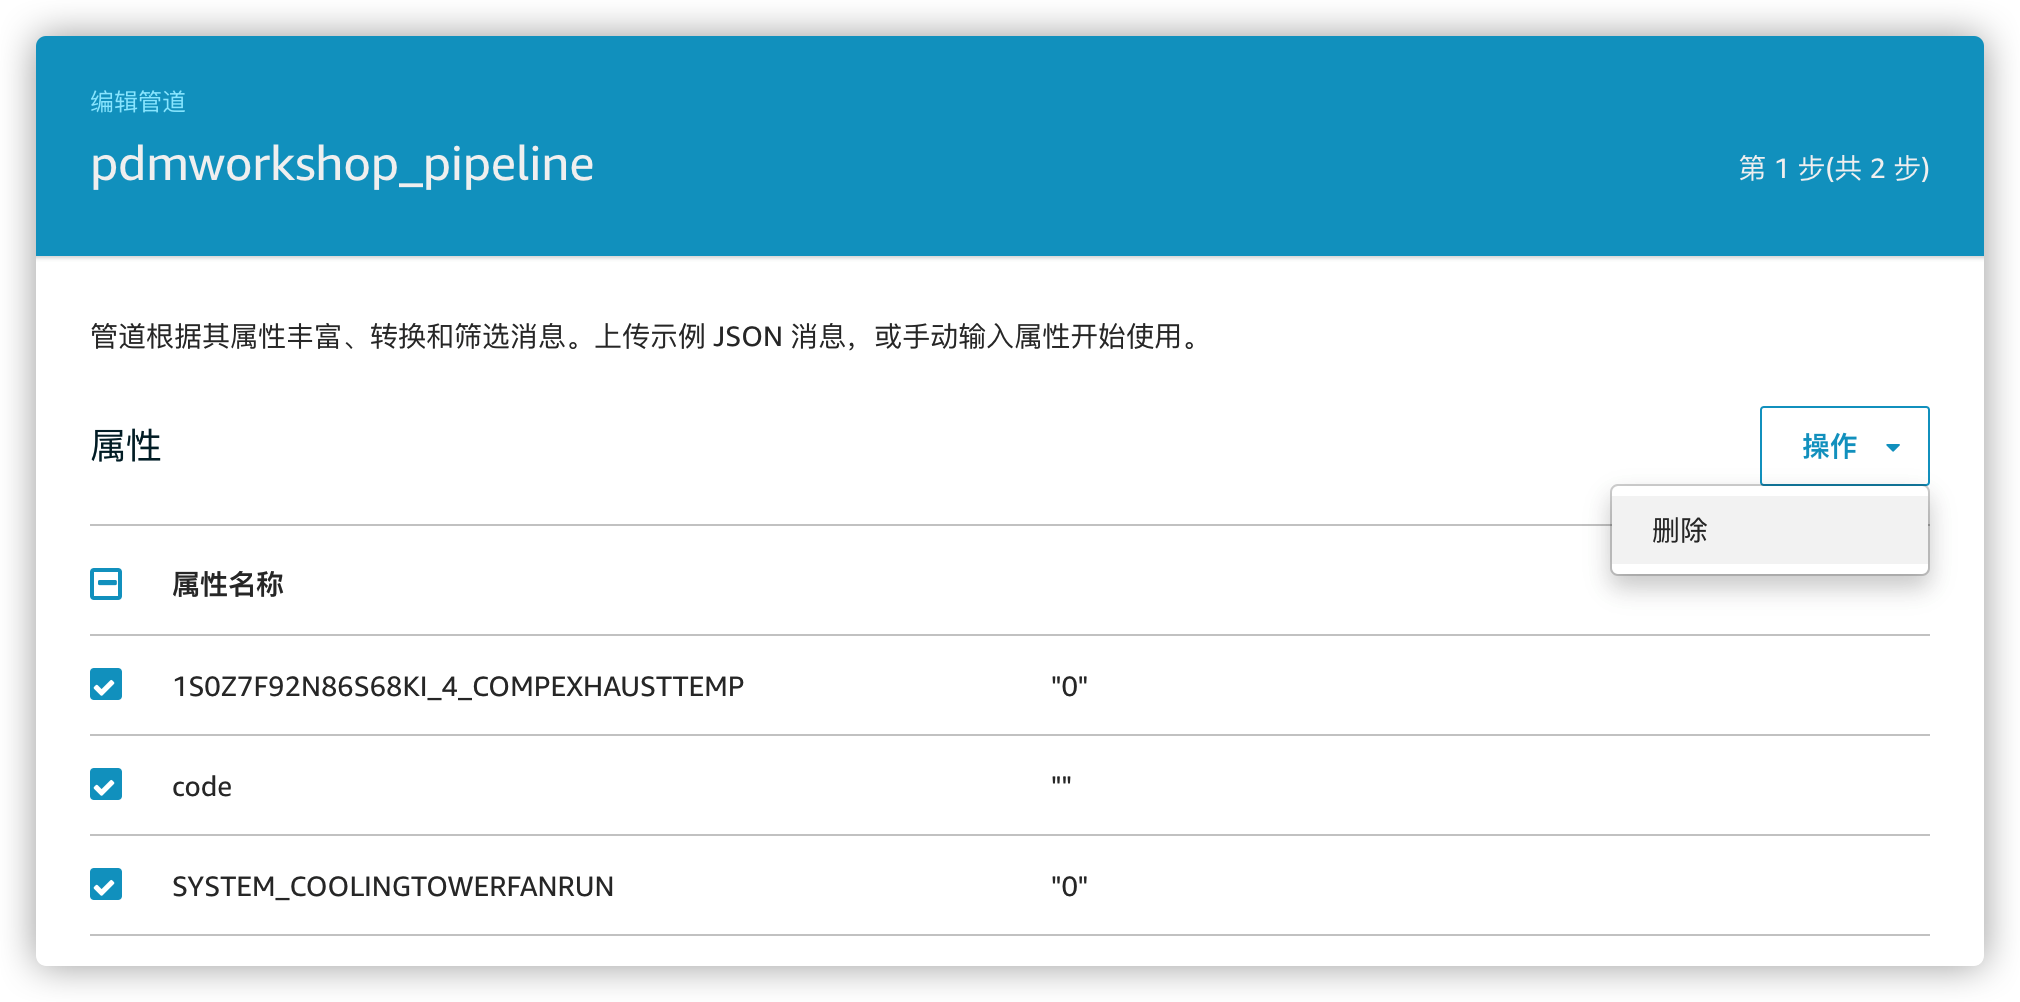 编辑管道
pdmworkshop_pipeline
第 1 步(共 2 步)
管道根据其属性丰富、转换和筛选消息。上传示例 JSON 消息，或手动输入属性开始使用。
属性
操作
删除
属性名称
1S0Z7F92N86S68KI_4_COMPEXHAUSTTEMP "0"
code ""
SYSTEM_COOLINGTOWERFANRUN "0"